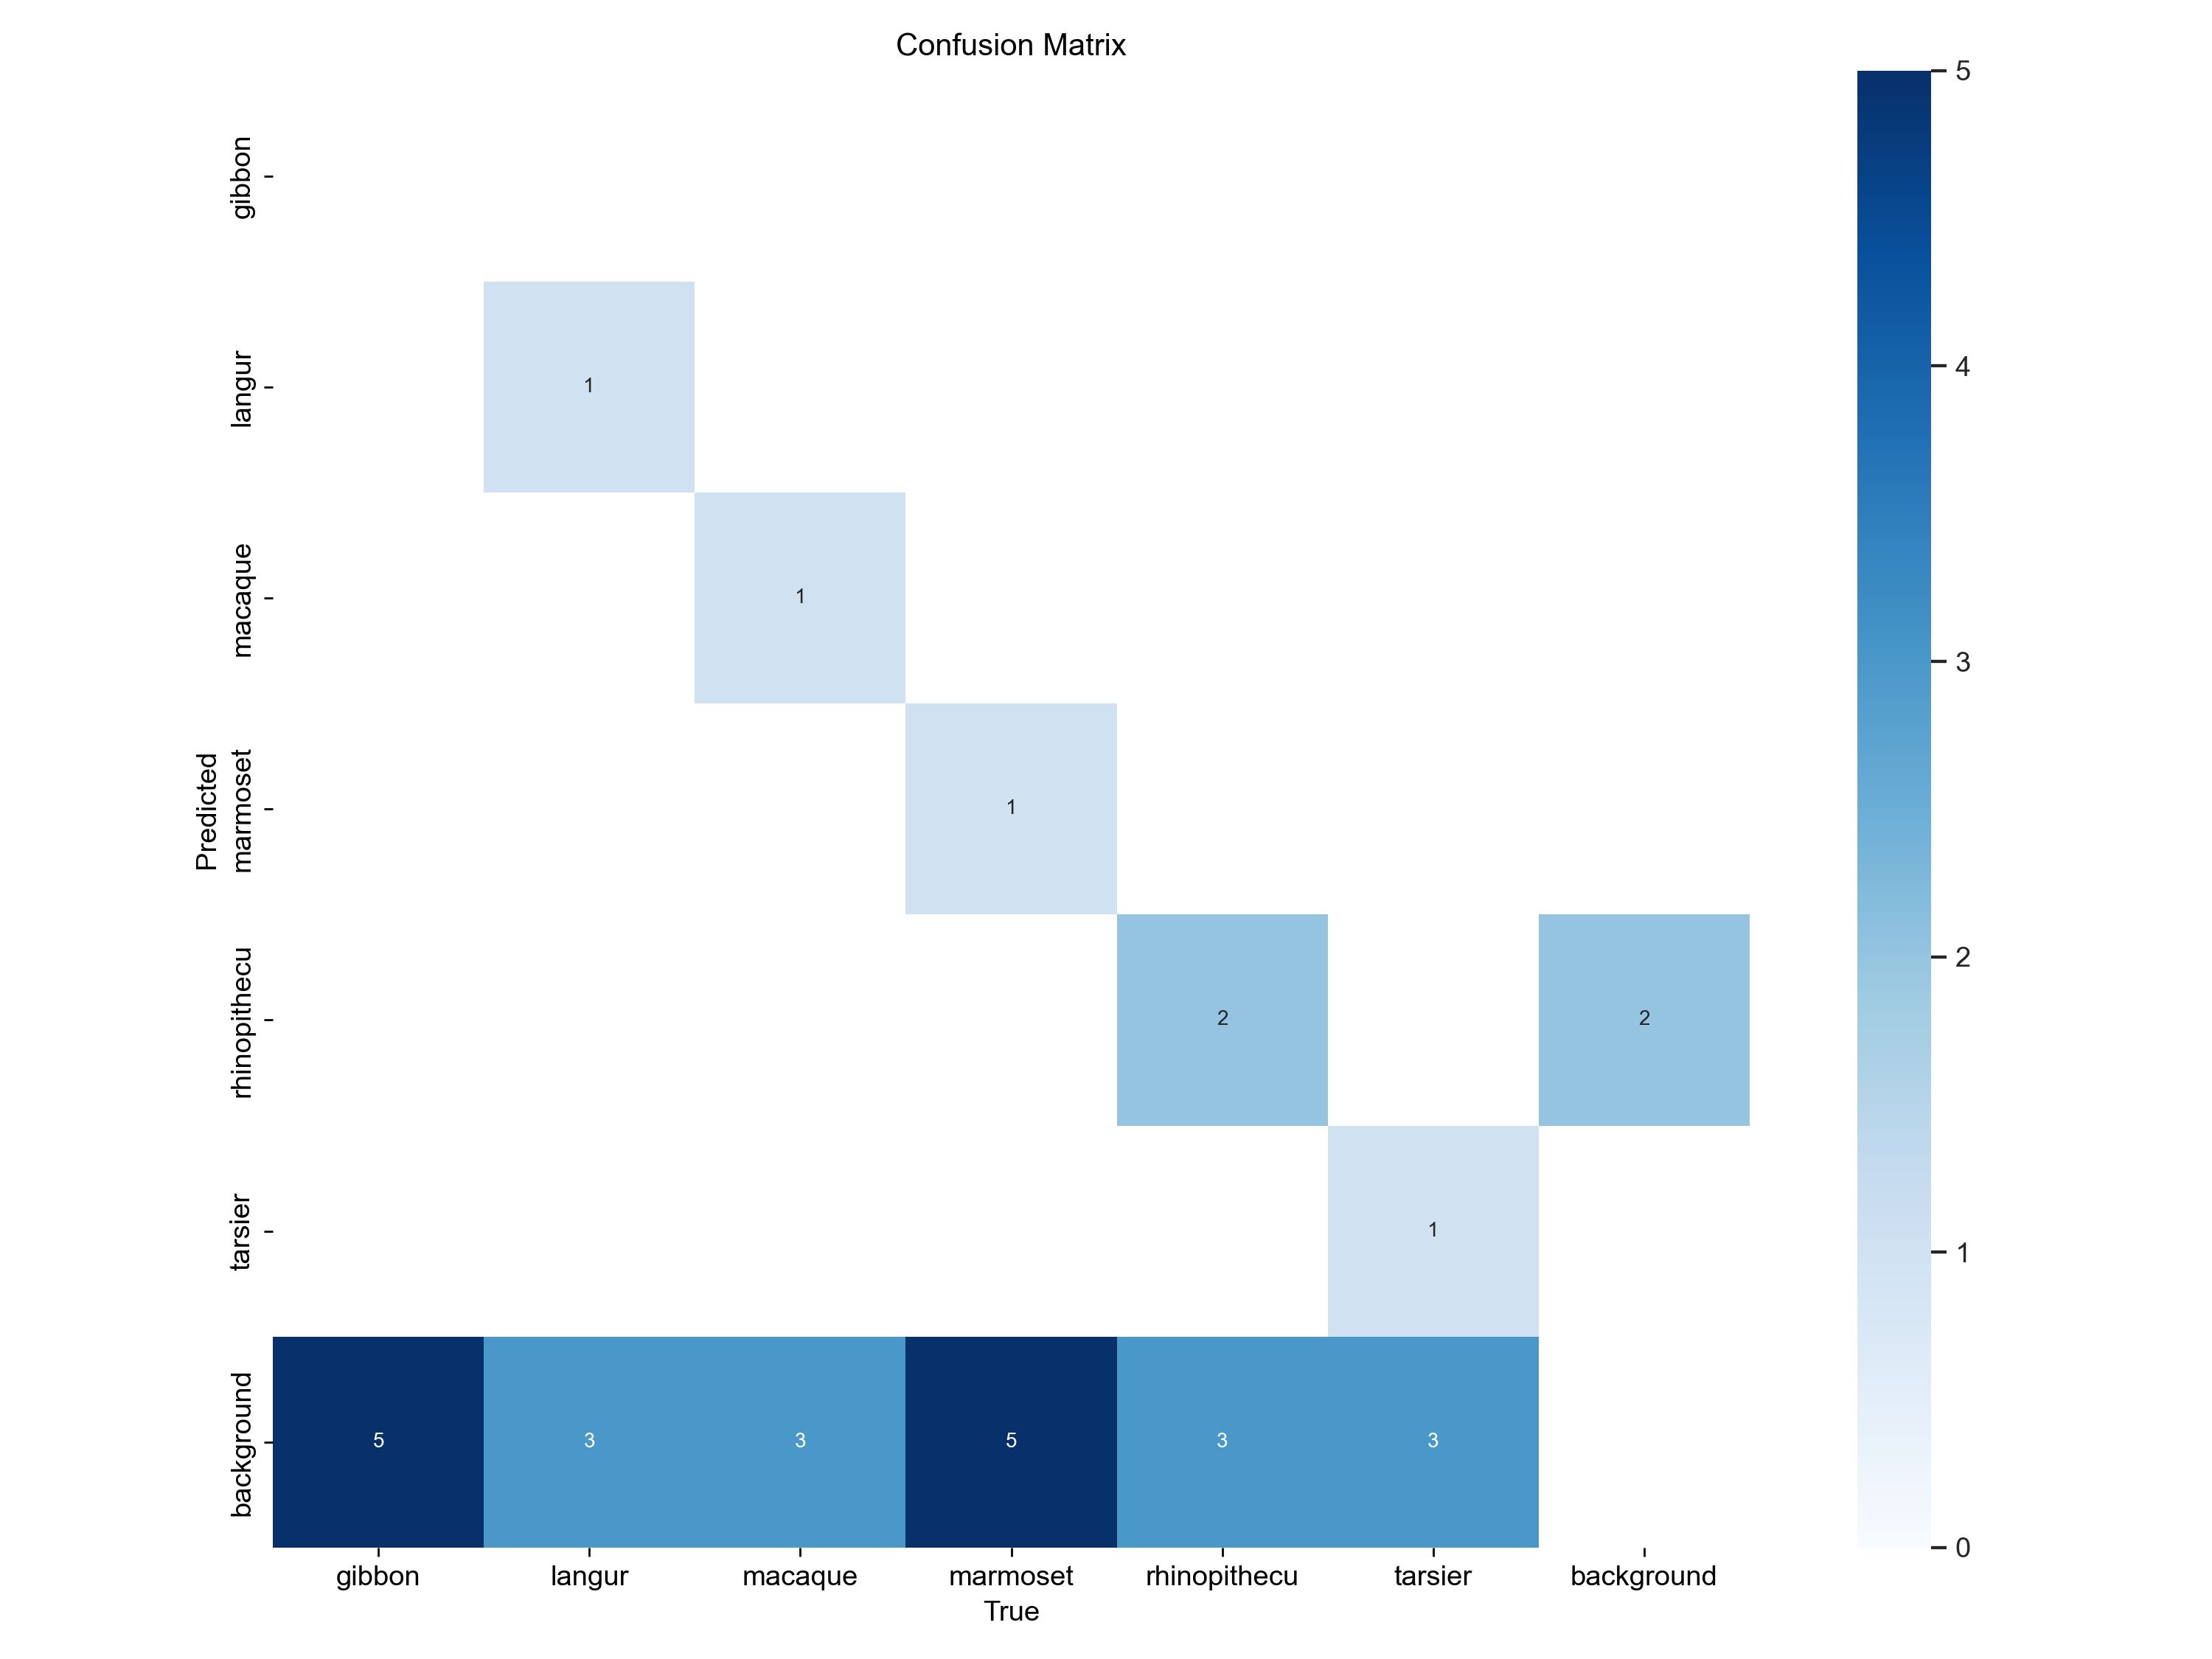 Confusion Matrix
gibbon
langur
1
macaque
1
Predicted
marmoset
1
rhinopithecu
2 2
tarsier
1
background
5 3 3 5 3 3
gibbon langur macaque marmoset rhinopithecu tarsier background
True
5
4
3
2
1
0